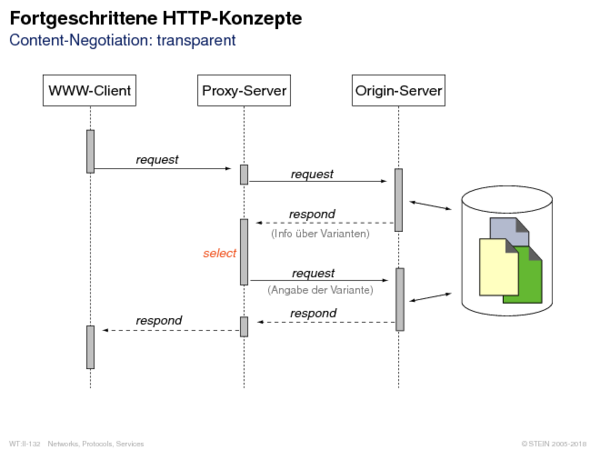 Fortgeschrittene HTTP-Konzepte
Content-Negotiation: transparent
WWW-Client
Proxy-Server
Origin-Server
request
request
respond
(Info über Varianten)
select
request
(Angabe der Variante)
respond
respond
WT:II-132 Networks, Protocols, Services
© STEIN 2005-2018